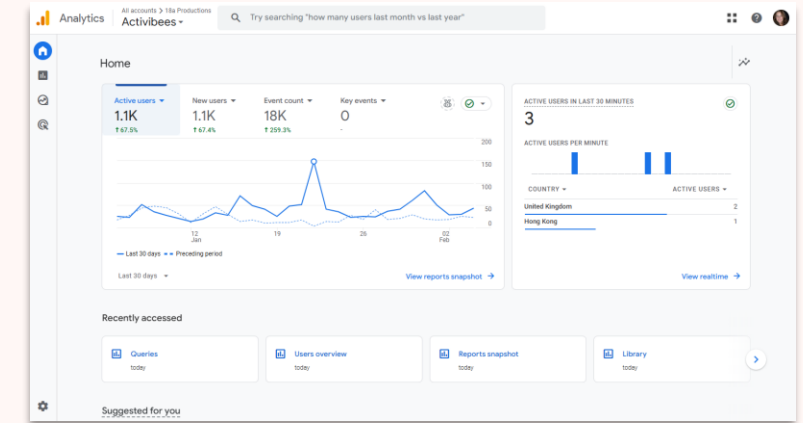 Analytics
All accounts > 18a Productions
Activibees
Try searching "how many users last month vs last year"
Home
Active users
1.1K
↑ 67.5%
New users
1.1K
↑ 67.4%
Event count
18K
↑ 259.3%
Key events
0
-
200
150
100
50
0
12
Jan
19
26
02
Feb
Last 30 days
Preceding period
Last 30 days
View reports snapshot →
ACTIVE USERS IN LAST 30 MINUTES
3
ACTIVE USERS PER MINUTE
COUNTRY
ACTIVE USERS
United Kingdom
2
Hong Kong
1
View realtime →
Recently accessed
Queries
today
Users overview
today
Reports snapshot
today
Library
today
Suggested for you